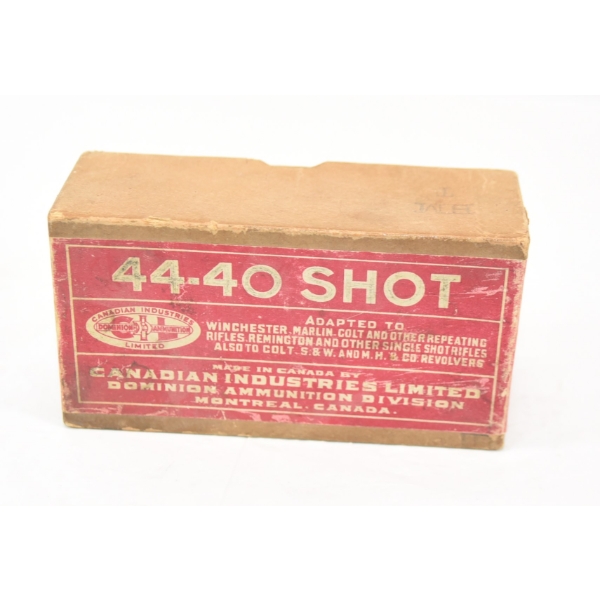 44-40 SHOT
CANADIAN INDUSTRIES
DOMINION CIL AMMUNITION
LIMITED
ADAPTED TO
WINCHESTER, MARLIN, COLT AND OTHER REPEATING
RIFLES, REMINGTON AND OTHER SINGLE SHOT RIFLES
ALSO TO COLT, S. & W. AND M. H. & CO. REVOLVERS
MADE IN CANADA BY
CANADIAN INDUSTRIES LIMITED
DOMINION AMMUNITION DIVISION
MONTREAL. CANADA.